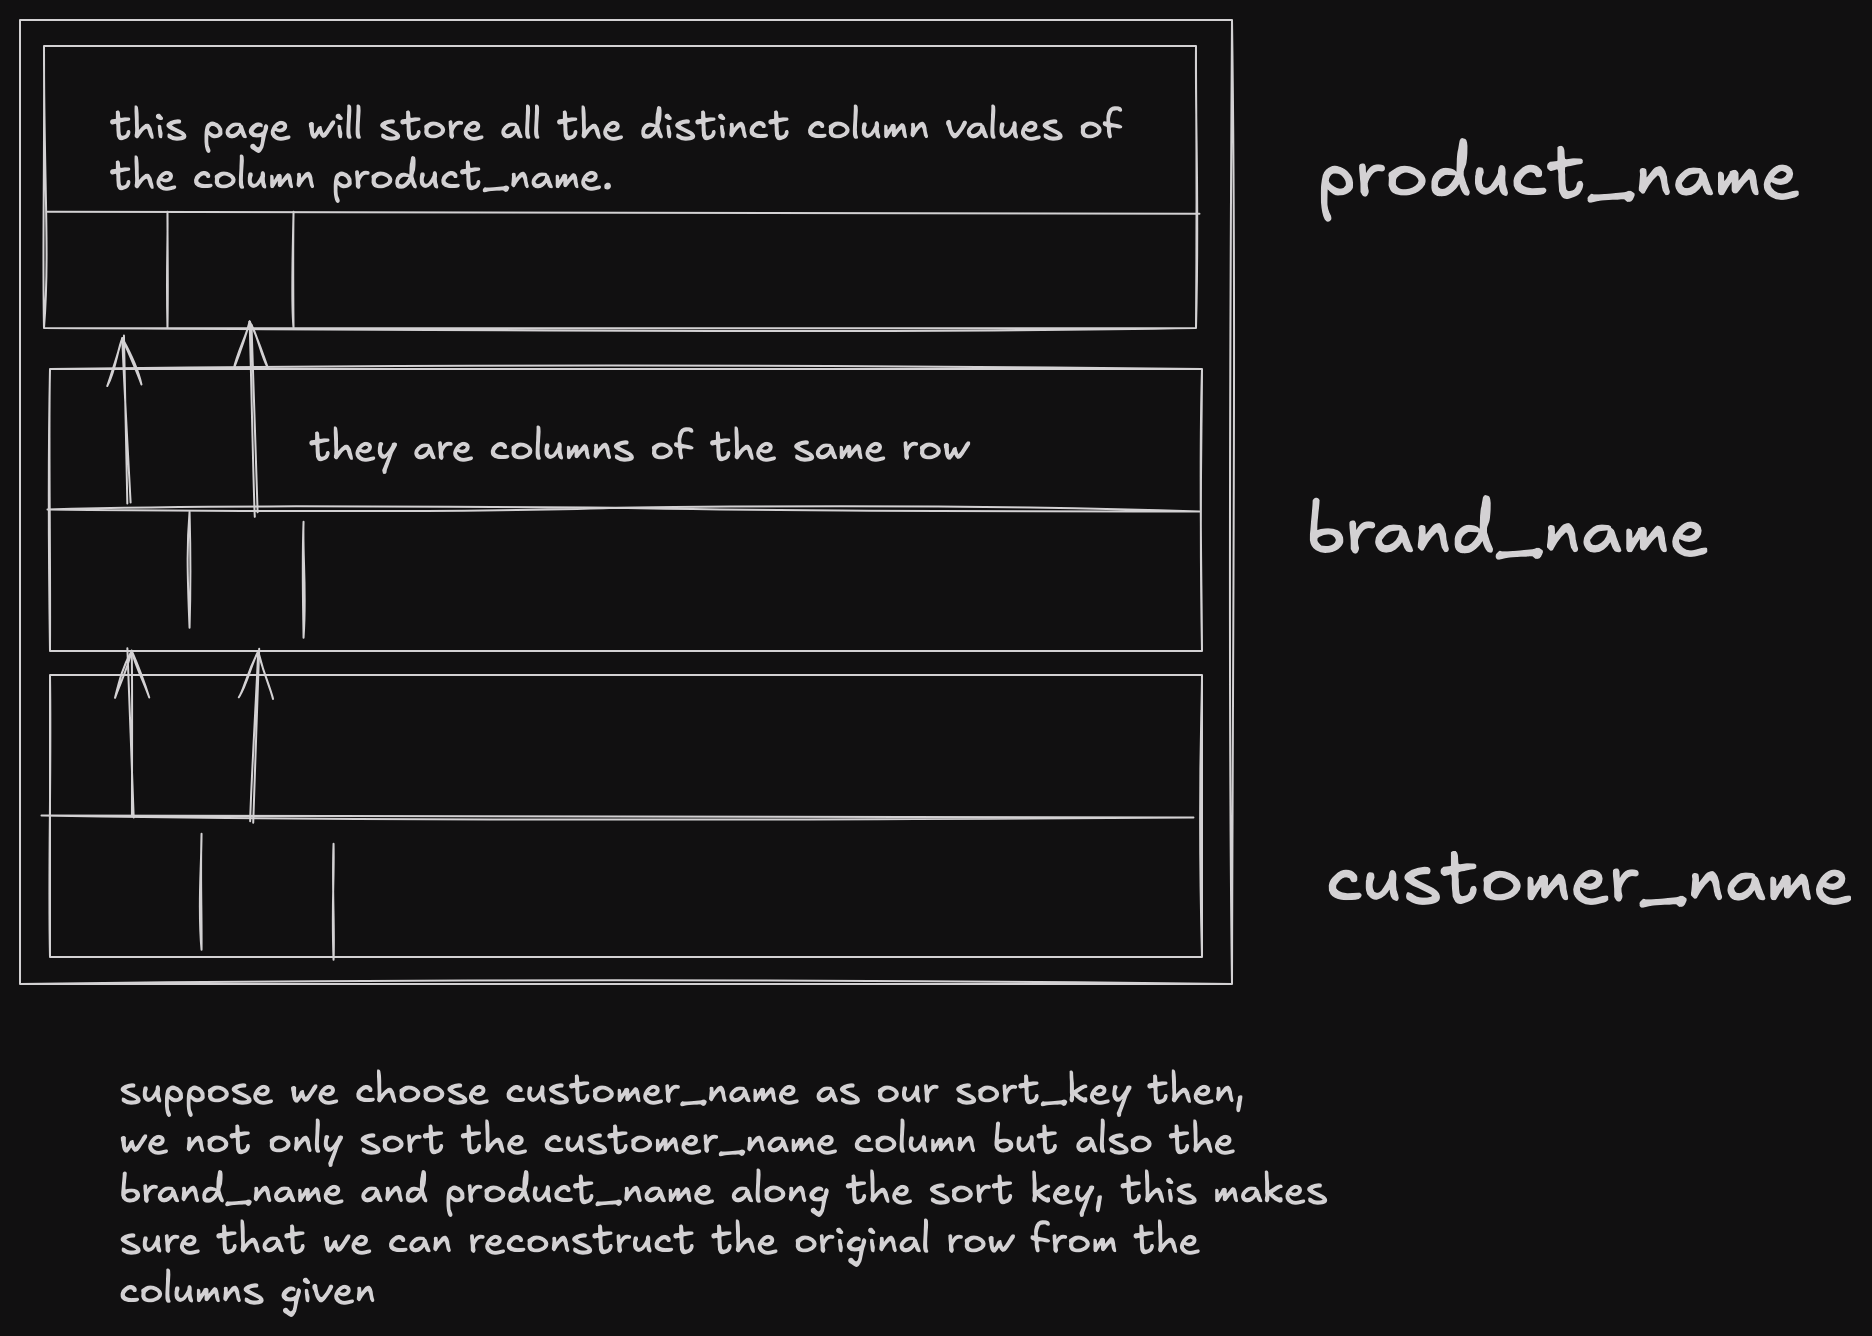 this page will store all the distinct column values of
the column product_name.
product_name
they are columns of the same row
brand_name
customer_name
suppose we choose customer_name as our sort_key then,
we not only sort the customer_name column but also the
brand_name and product_name along the sort key, this makes
sure that we can reconstruct the original row from the
columns given